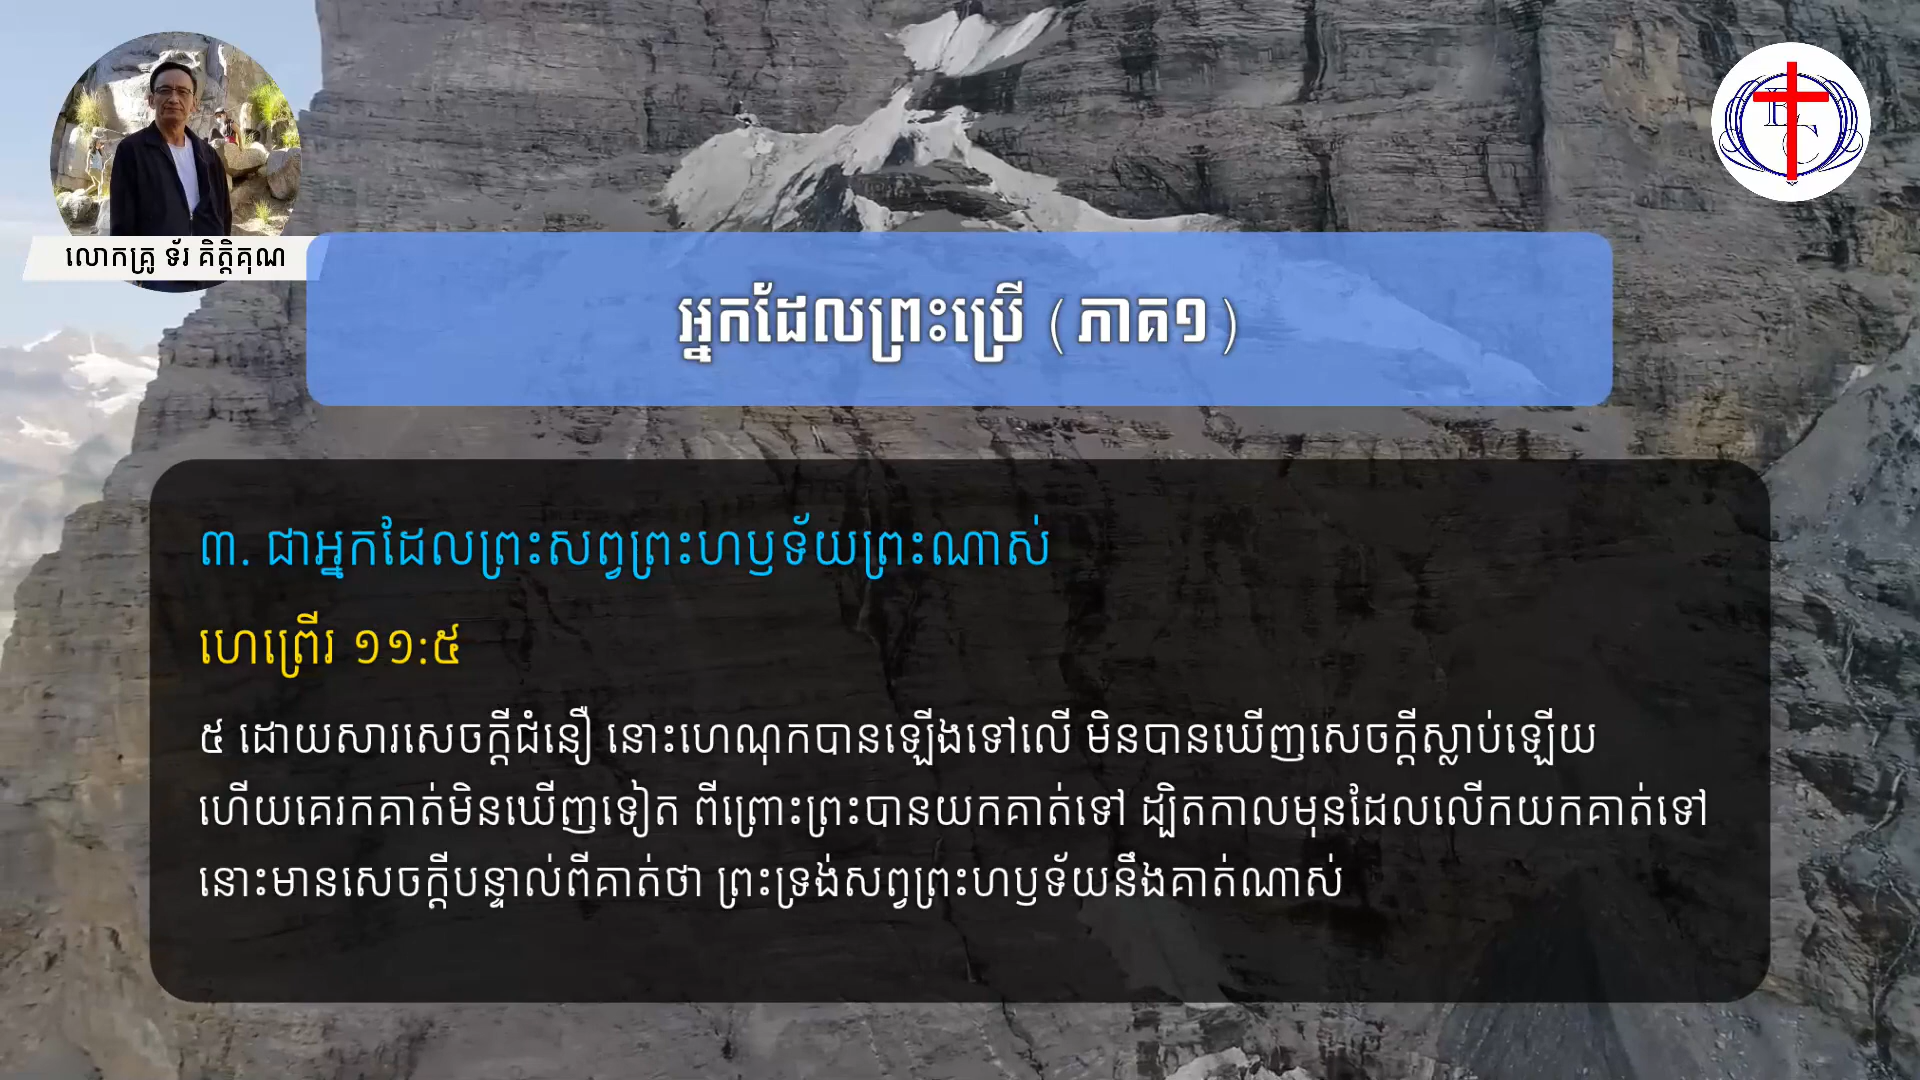 លោកគ្រូ ទ័រ គិត្តិគុណ
E
C
អ្នកដែលព្រះប្រើ (ភាគ១)
៣. ជាអ្នកដែលព្រះសព្វព្រះហឫទ័យព្រះណាស់
ហេព្រើរ ១១:៥
៥ ដោយសារសេចក្ដីជំនឿ នោះហេណុកបានឡើងទៅលើ មិនបានឃើញសេចក្ដីស្លាប់ឡើយ
ហើយគេរកគាត់មិនឃើញទៀត ពីព្រោះព្រះបានយកគាត់ទៅ ដ្បិតកាលមុនដែលលើកយកគាត់ទៅ
នោះមានសេចក្ដីបន្ទាល់ពីគាត់ថា ព្រះទ្រង់សព្វព្រះហឫទ័យនឹងគាត់ណាស់